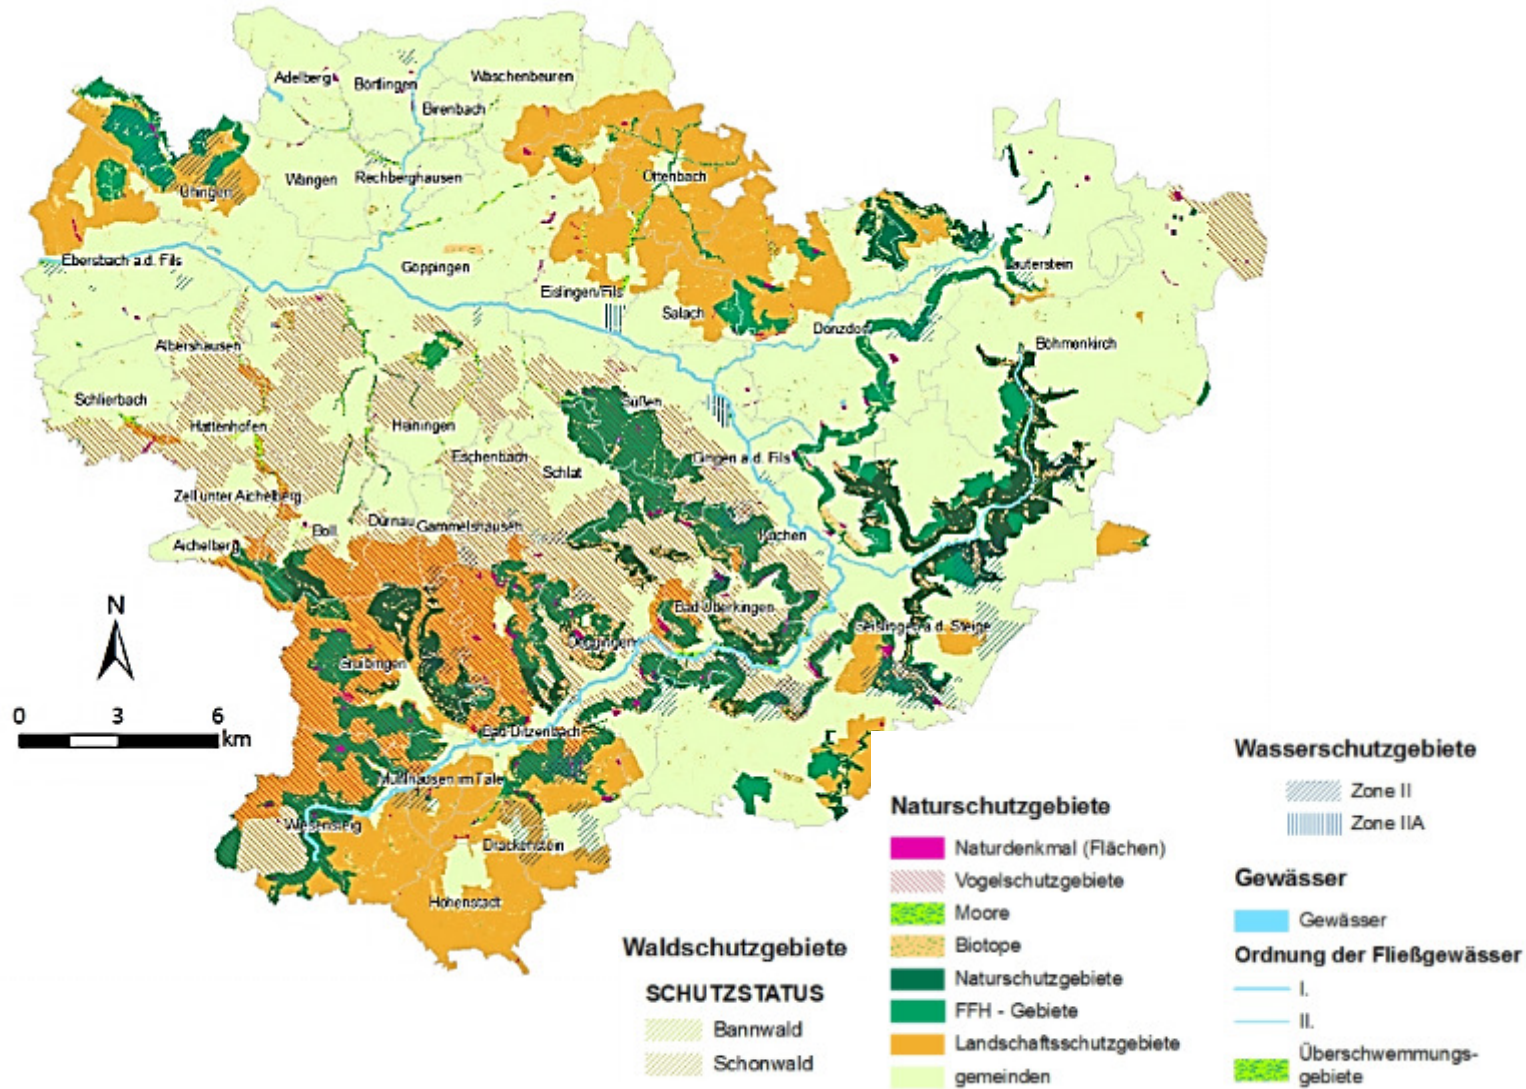 Adelberg
Börtlingen
Wäschenbeuren
Birenbach
Wangen
Rechberghausen
Ottenbach
Uhingen
Ebersbach a.d. Fils
Göppingen
Eislingen/Fils
Lauterstein
Salach
Donzdorf
Albershausen
Böhmenkirch
Schlierbach
Süßen
Hattenhofen
Heiningen
Eschenbach
Schlat
Gingen a.d. Fils
Zell unter Aichelberg
Boll
Dürnau
Gammelshausen
Kuchen
Aichelberg
N
Bad Überkingen
Geislingen a.d. Steige
Deggingen
Gruibingen
0 3 6
km
Bad Ditzenbach
Mühlhausen im Täle
Wiesensteig
Drackenstein
Hohenstadt
Waldschutzgebiete
SCHUTZSTATUS
Bannwald
Schonwald
Naturschutzgebiete
Naturdenkmal (Flächen)
Vogelschutzgebiete
Moore
Biotope
Naturschutzgebiete
FFH - Gebiete
Landschaftsschutzgebiete
gemeinden
Wasserschutzgebiete
Zone II
Zone IIA
Gewässer
Gewässer
Ordnung der Fließgewässer
I.
II.
Überschwemmungs-
gebiete